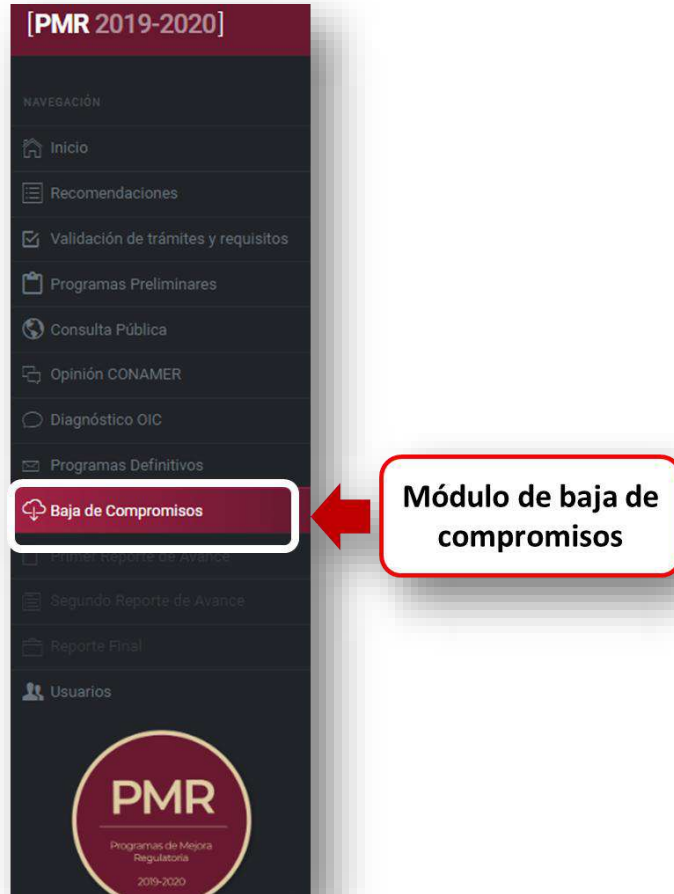 [PMR 2019-2020]
NAVEGACIÓN
Inicio
Recomendaciones
Validación de trámites y requisitos
Programas Preliminares
Consulta Pública
Opinión CONAMER
Diagnóstico OIC
Programas Definitivos
Baja de Compromisos
Módulo de baja de
compromisos
Primer Reporte de Avance
Segundo Reporte de Avance
Reporte Final
Usuarios
PMR
Programas de Mejora
Regulatoria
2019-2020